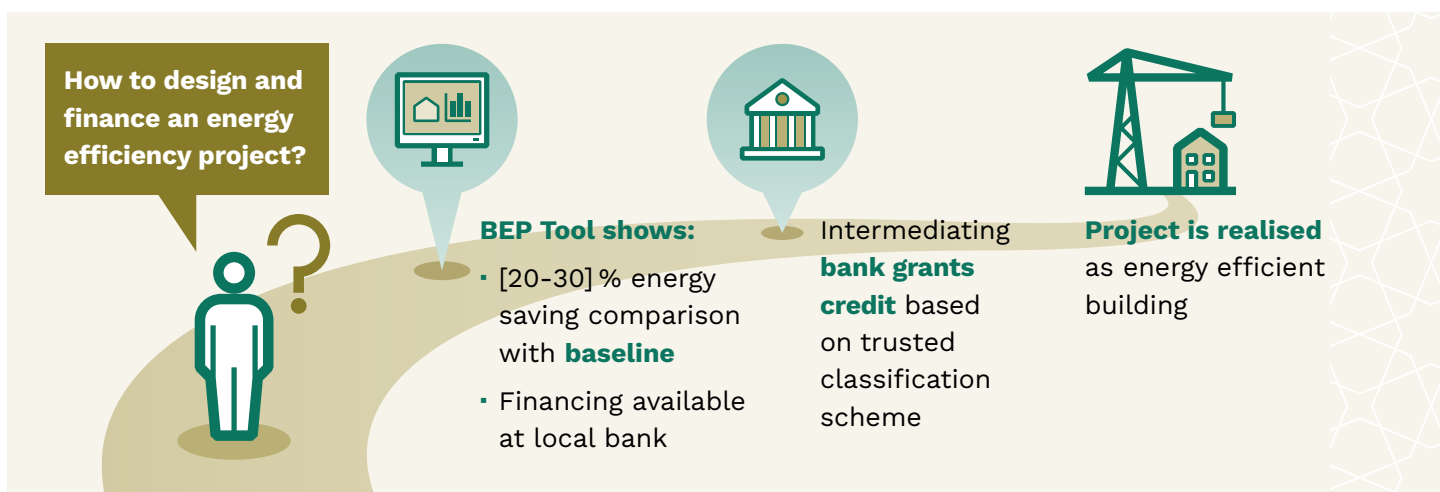 How to design and
finance an energy
efficiency project?
?
BEP Tool shows:
▪ [20-30] % energy
saving comparison
with baseline
▪ Financing available
at local bank
Intermediating
bank grants
credit based
on trusted
classification
scheme
Project is realised
as energy efficient
building